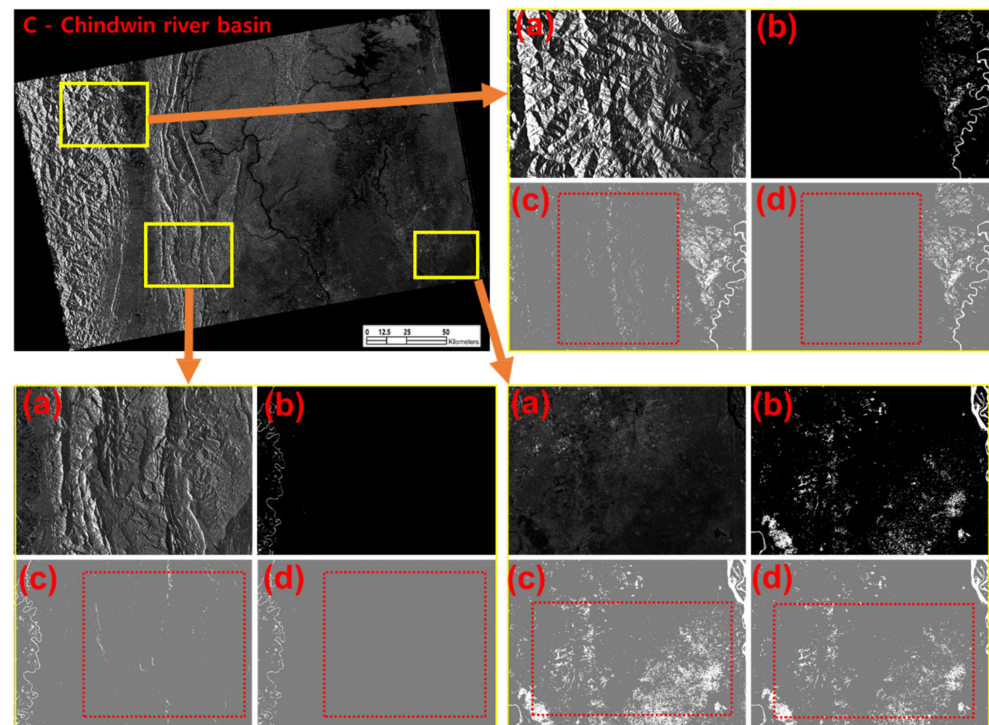 C - Chindwin river basin
0 12.5 25 50
Kilometers
(a)
(b)
(c)
(d)
(a)
(b)
(c)
(d)
(a)
(b)
(c)
(d)